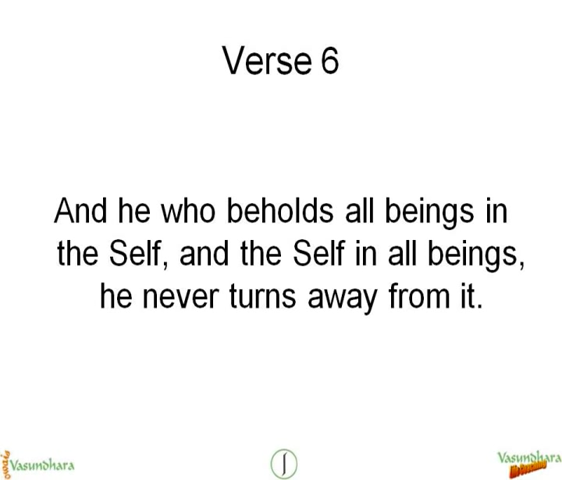 Verse 6
And he who beholds all beings in
the Self, and the Self in all beings,
he never turns away from it.
Vasundhara
Vasundhara